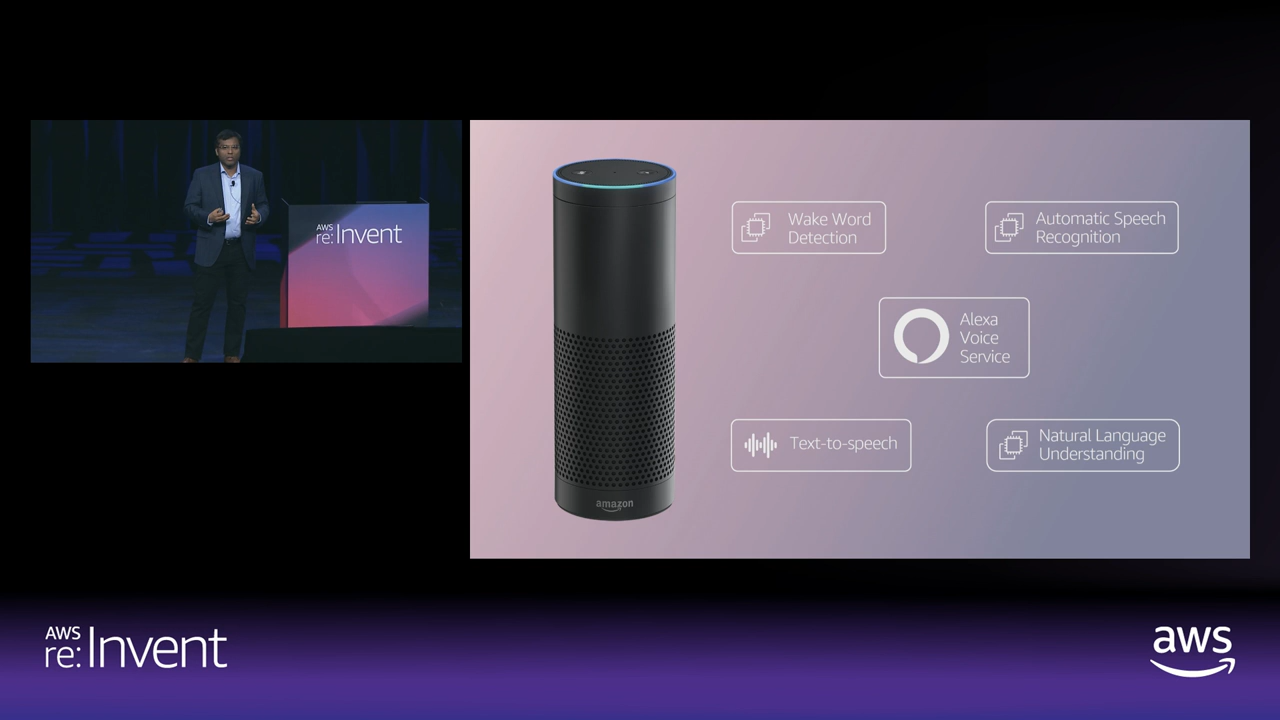 AWS
re:Invent
Wake Word
Detection
Automatic Speech
Recognition
Alexa
Voice
Service
Text-to-speech
Natural Language
Understanding
amazon
AWS
re:Invent
aws